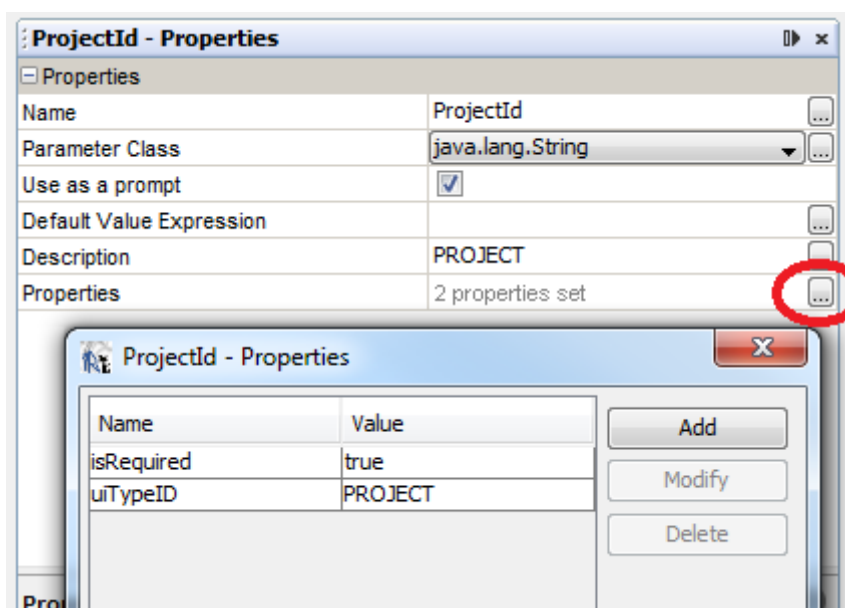 ProjectId - Properties
Properties
Name ProjectId ...
Parameter Class java.lang.String ...
Use as a prompt
Default Value Expression ...
Description PROJECT
Properties 2 properties set ...
ProjectId - Properties
Name Value Add
isRequired true
Modify
uiTypeID PROJECT
Delete